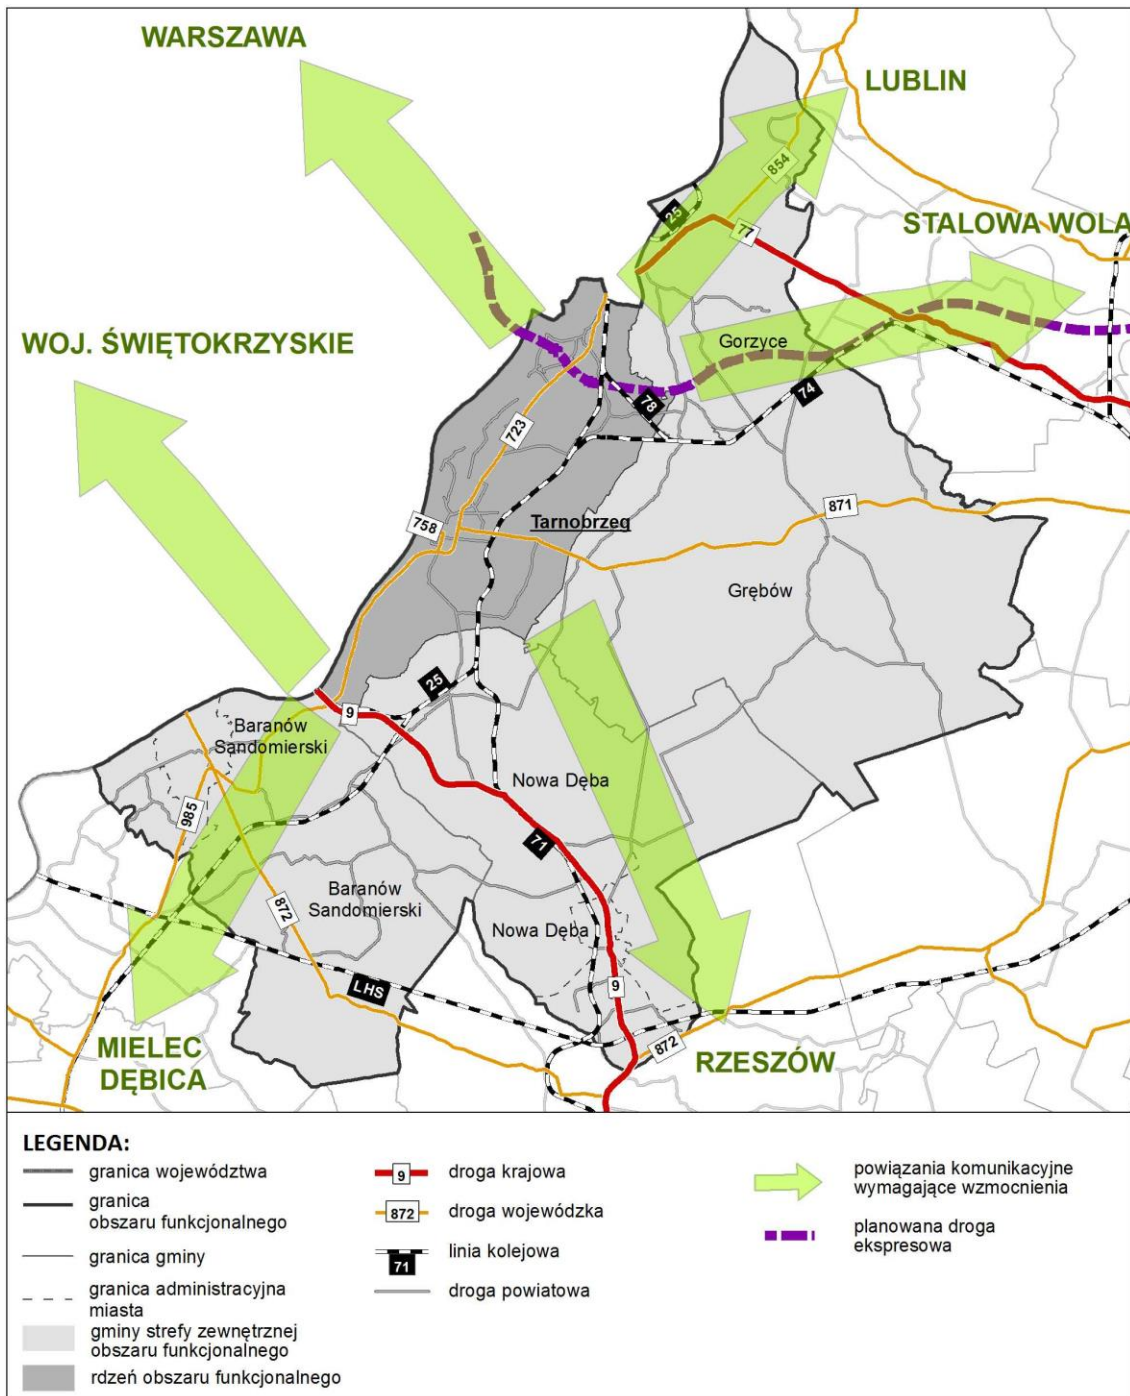 WARSZAWA
LUBLIN
854
25
77
STALOWA WOLA
WOJ. ŚWIĘTOKRZYSKIE
Gorzyce
78
74
723
758
871
Tarnobrzeg
Grębów
25
9
Baranów
Sandomierski
Nowa Dęba
985
71
Baranów
Sandomierski
872
Nowa Dęba
LHS
9
872
MIELEC
DĘBICA
RZESZÓW
LEGENDA:
granica województwa
granica
obszaru funkcjonalnego
granica gminy
granica administracyjna
miasta
gminy strefy zewnętrznej
obszaru funkcjonalnego
rdzeń obszaru funkcjonalnego
9 droga krajowa
872 droga wojewódzka
71 linia kolejowa
droga powiatowa
powiązania komunikacyjne
wymagające wzmocnienia
planowana droga
ekspresowa